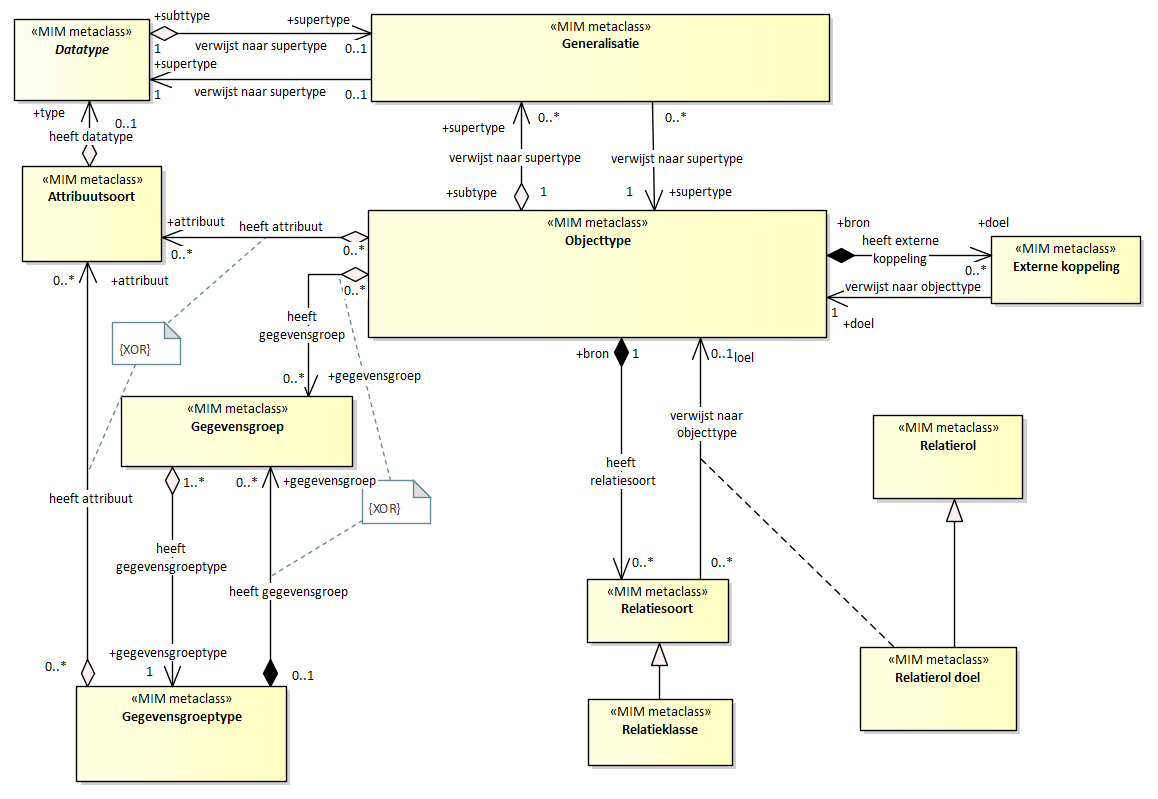 +subttype
+supertype
«MIM metaclass»
Datatype
«MIM metaclass»
Generalisatie
1
verwijst naar supertype
0..1
+supertype
1
verwijst naar supertype
0..1
+type
0..1
heeft datatype
+supertype
0..*
0..*
verwijst naar supertype
verwijst naar supertype
+subtype
1
1
+supertype
«MIM metaclass»
Attribuutsoort
+attribuut
heeft attribuut
0..*
0..*
«MIM metaclass»
Objecttype
+bron
+doel
heeft externe
koppeling
0..*
«MIM metaclass»
Externe koppeling
verwijst naar objecttype
1
+doel
0..*
+attribuut
0..*
heeft
gegevensgroep
0..*
+gegevensgroep
{XOR}
+bron
1
0..1
loel
«MIM metaclass»
Gegevensgroep
verwijst naar
objecttype
«MIM metaclass»
Relatierol
1..*
0..*
+gegevensgroep
{XOR}
heeft
relatiesoort
heeft attribuut
heeft
gegevensgroeptype
heeft gegevensgroep
0..*
0..*
«MIM metaclass»
Relatiesoort
+gegevensgroeptype
0..*
1
0..1
«MIM metaclass»
Relatierol doel
«MIM metaclass»
Gegevensgroeptype
«MIM metaclass»
Relatieklasse